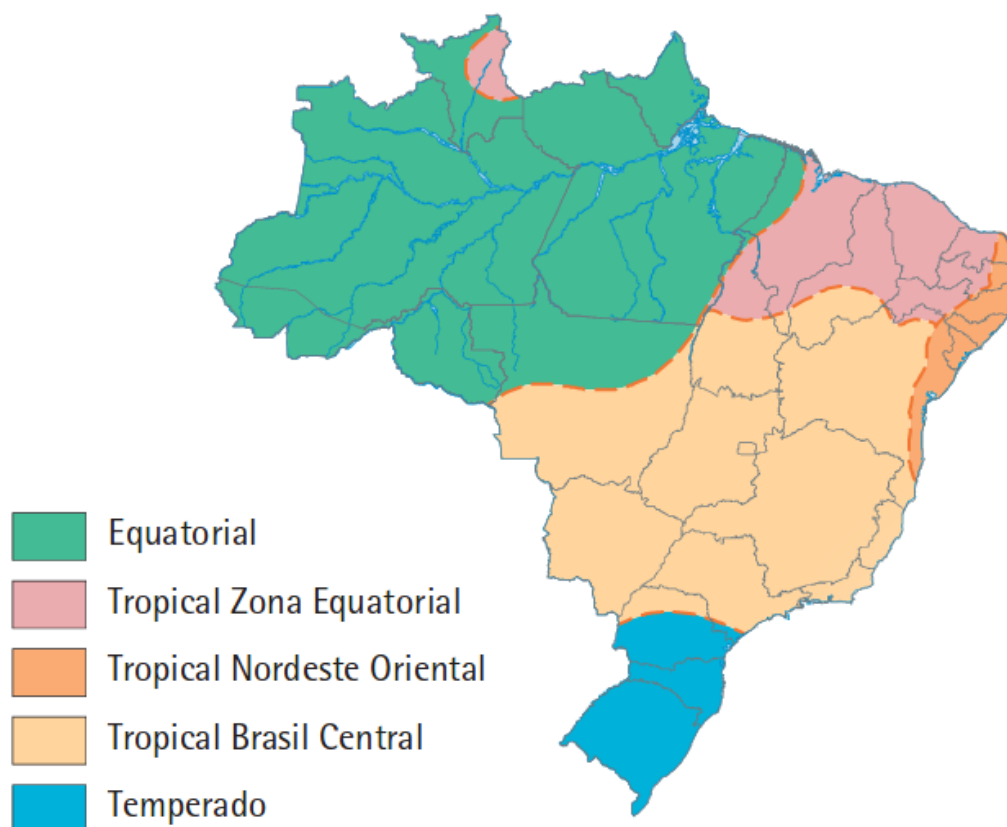 Equatorial
Tropical Zona Equatorial
Tropical Nordeste Oriental
Tropical Brasil Central
Temperado